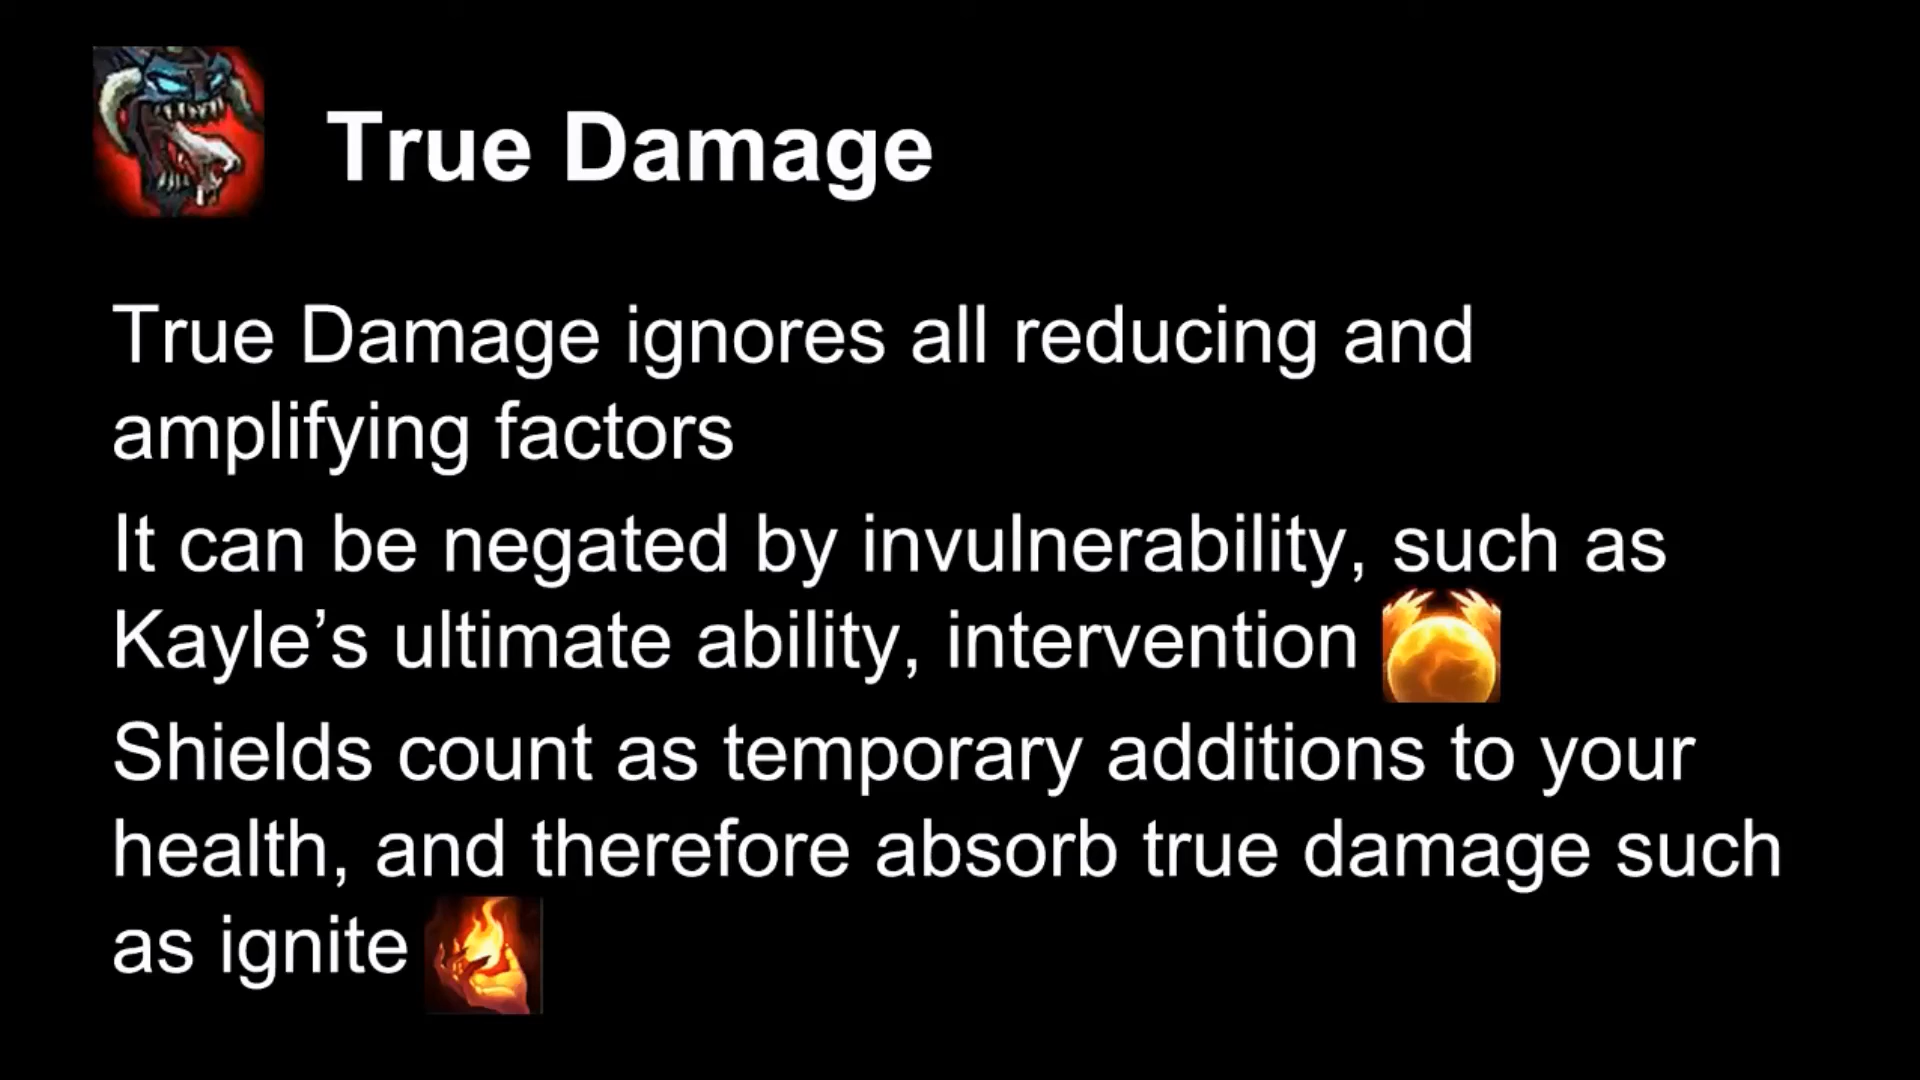 True Damage
True Damage ignores all reducing and
amplifying factors
It can be negated by invulnerability, such as
Kayle’s ultimate ability, intervention
Shields count as temporary additions to your
health, and therefore absorb true damage such
as ignite